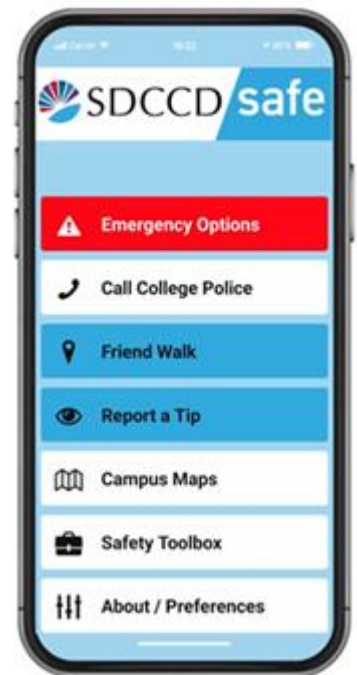 SDCCD safe
Emergency Options
Call College Police
Friend Walk
Report a Tip
Campus Maps
Safety Toolbox
About / Preferences